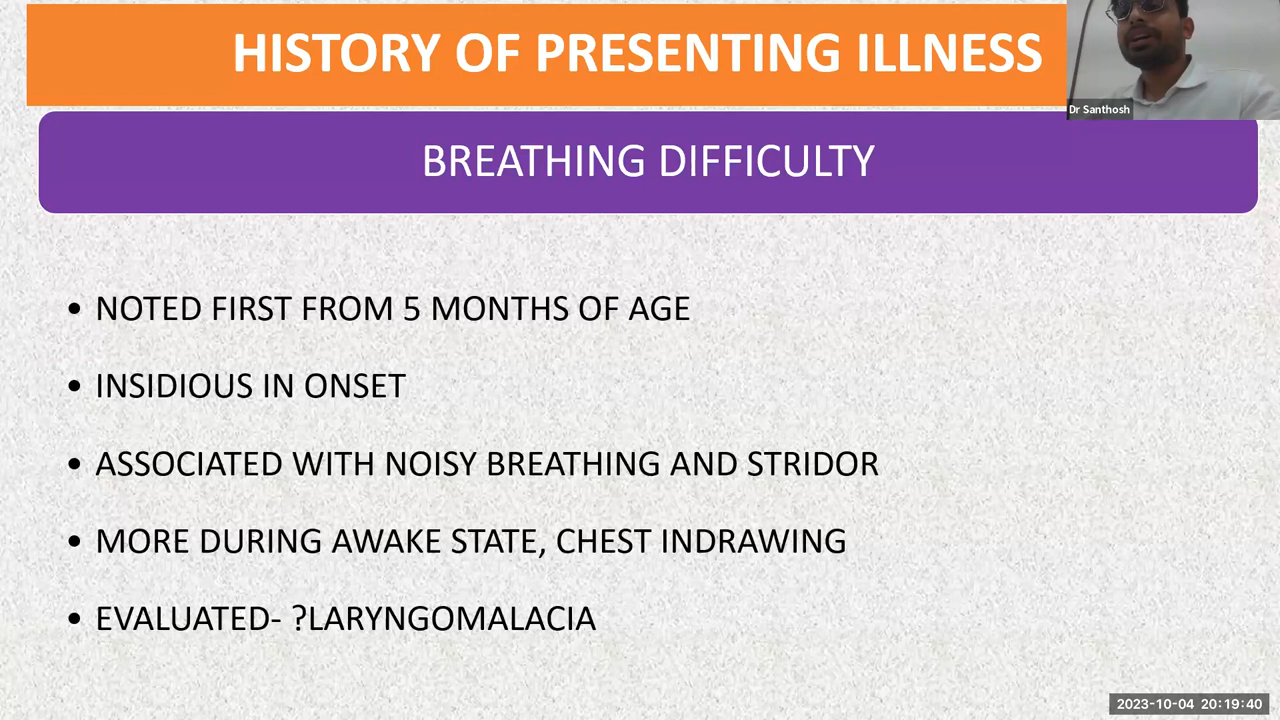 HISTORY OF PRESENTING ILLNESS
Dr Santhosh
BREATHING DIFFICULTY
• NOTED FIRST FROM 5 MONTHS OF AGE
• INSIDIOUS IN ONSET
• ASSOCIATED WITH NOISY BREATHING AND STRIDOR
• MORE DURING AWAKE STATE, CHEST INDRAWING
• EVALUATED- ?LARYNGOMALACIA
2023-10-04 20:19:40